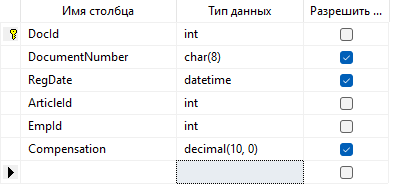 Имя столбца Тип данных Разрешить ...
DocId int
DocumentNumber char(8)
RegDate datetime
ArticleId int
EmpId int
Compensation decimal(10, 0)